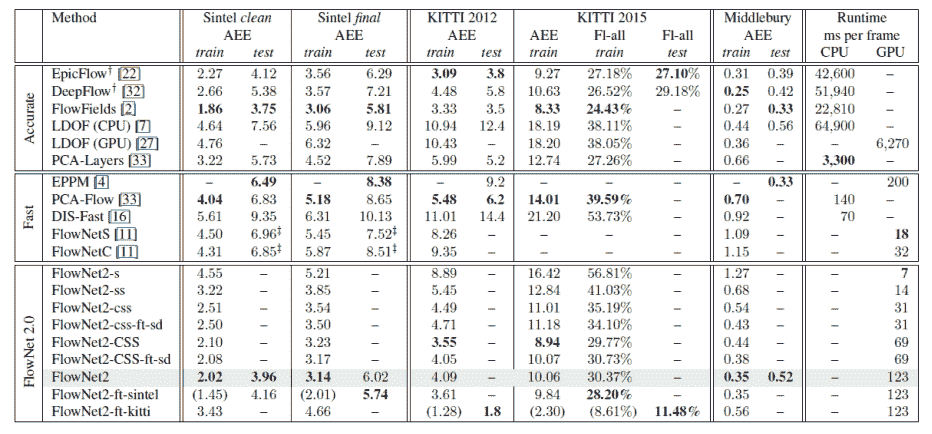 Method Sintel clean Sintel final KITTI 2012 KITTI 2015 Middlebury Runtime
AEE AEE AEE AEE Fl-all Fl-all AEE ms per frame
train test train test train test train train test train test CPU GPU
Accurate
EpicFlow† [22] 2.27 4.12 3.56 6.29 3.09 3.8 9.27 27.18% 27.10% 0.31 0.39 42,600 –
DeepFlow† [32] 2.66 5.38 3.57 7.21 4.48 5.8 10.63 26.52% 29.18% 0.25 0.42 51,940 –
FlowFields [2] 1.86 3.75 3.06 5.81 3.33 3.5 8.33 24.43% – 0.27 0.33 22,810 –
LDOF (CPU) [7] 4.64 7.56 5.96 9.12 10.94 12.4 18.19 38.11% – 0.44 0.56 64,900 –
LDOF (GPU) [27] 4.76 – 6.32 – 10.43 – 18.20 38.05% – 0.36 – – 6,270
PCA-Layers [33] 3.22 5.73 4.52 7.89 5.99 5.2 12.74 27.26% – 0.66 – 3,300 –
Fast
EPPM [4] – 6.49 – 8.38 – 9.2 – – – – 0.33 – 200
PCA-Flow [33] 4.04 6.83 5.18 8.65 5.48 6.2 14.01 39.59% – 0.70 – 140 –
DIS-Fast [16] 5.61 9.35 6.31 10.13 11.01 14.4 21.20 53.73% – 0.92 – 70 –
FlowNetS [11] 4.50 6.96‡ 5.45 7.52‡ 8.26 – – – – 1.09 – – 18
FlowNetC [11] 4.31 6.85‡ 5.87 8.51‡ 9.35 – – – – 1.15 – – 32
FlowNet 2.0
FlowNet2-s 4.55 – 5.21 – 8.89 – 16.42 56.81% – 1.27 – – 7
FlowNet2-ss 3.22 – 3.85 – 5.45 – 12.84 41.03% – 0.68 – – 14
FlowNet2-css 2.51 – 3.54 – 4.49 – 11.01 35.19% – 0.54 – – 31
FlowNet2-css-ft-sd 2.50 – 3.50 – 4.71 – 11.18 34.10% – 0.43 – – 31
FlowNet2-CSS 2.10 – 3.23 – 3.55 – 8.94 29.77% – 0.44 – – 69
FlowNet2-CSS-ft-sd 2.08 – 3.17 – 4.05 – 10.07 30.73% – 0.38 – – 69
FlowNet2 2.02 3.96 3.14 6.02 4.09 – 10.06 30.37% – 0.35 0.52 – 123
FlowNet2-ft-sintel (1.45) 4.16 (2.01) 5.74 3.61 – 9.84 28.20% – 0.35 – – 123
FlowNet2-ft-kitti 3.43 – 4.66 – (1.28) 1.8 (2.30) (8.61%) 11.48% 0.56 – – 123